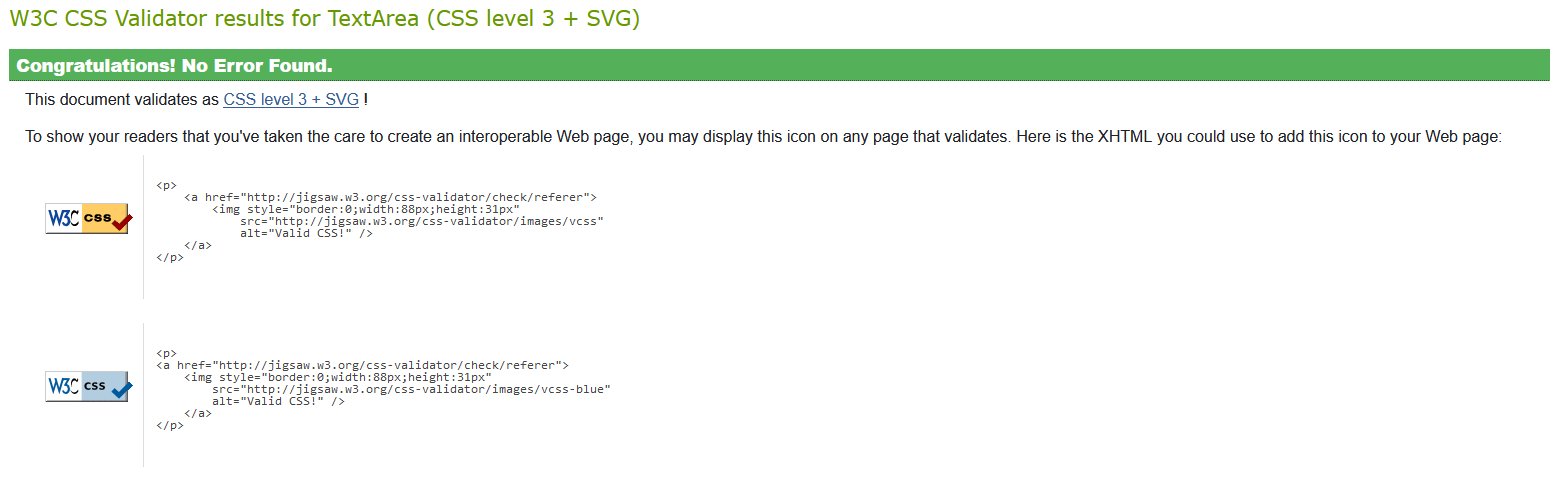 W3C CSS Validator results for TextArea (CSS level 3 + SVG)
Congratulations! No Error Found.
This document validates as CSS level 3 + SVG !
To show your readers that you've taken the care to create an interoperable Web page, you may display this icon on any page that validates. Here is the XHTML you could use to add this icon to your Web page:
W3C css
<p>
    <a href="http://jigsaw.w3.org/css-validator/check/referer">
        <img style="border:0;width:88px;height:31px"
            src="http://jigsaw.w3.org/css-validator/images/vcss"
            alt="Valid CSS!" />
    </a>
</p>
W3C css
<p>
<a href="http://jigsaw.w3.org/css-validator/check/referer">
    <img style="border:0;width:88px;height:31px"
        src="http://jigsaw.w3.org/css-validator/images/vcss-blue"
        alt="Valid CSS!" />
    </a>
</p>